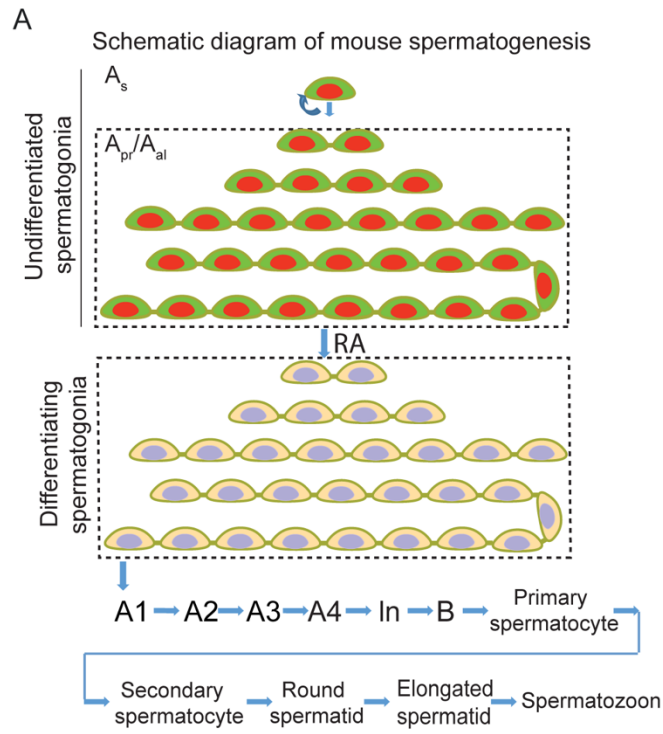 A
Schematic diagram of mouse spermatogenesis
As
Apr/Aal
Undifferentiated
spermatogonia
RA
Differentiating
spermatogonia
A1 A2 A3 A4 In B Primary
spermatocyte
Secondary
spermatocyte
Round
spermatid
Elongated
spermatid
Spermatozoon